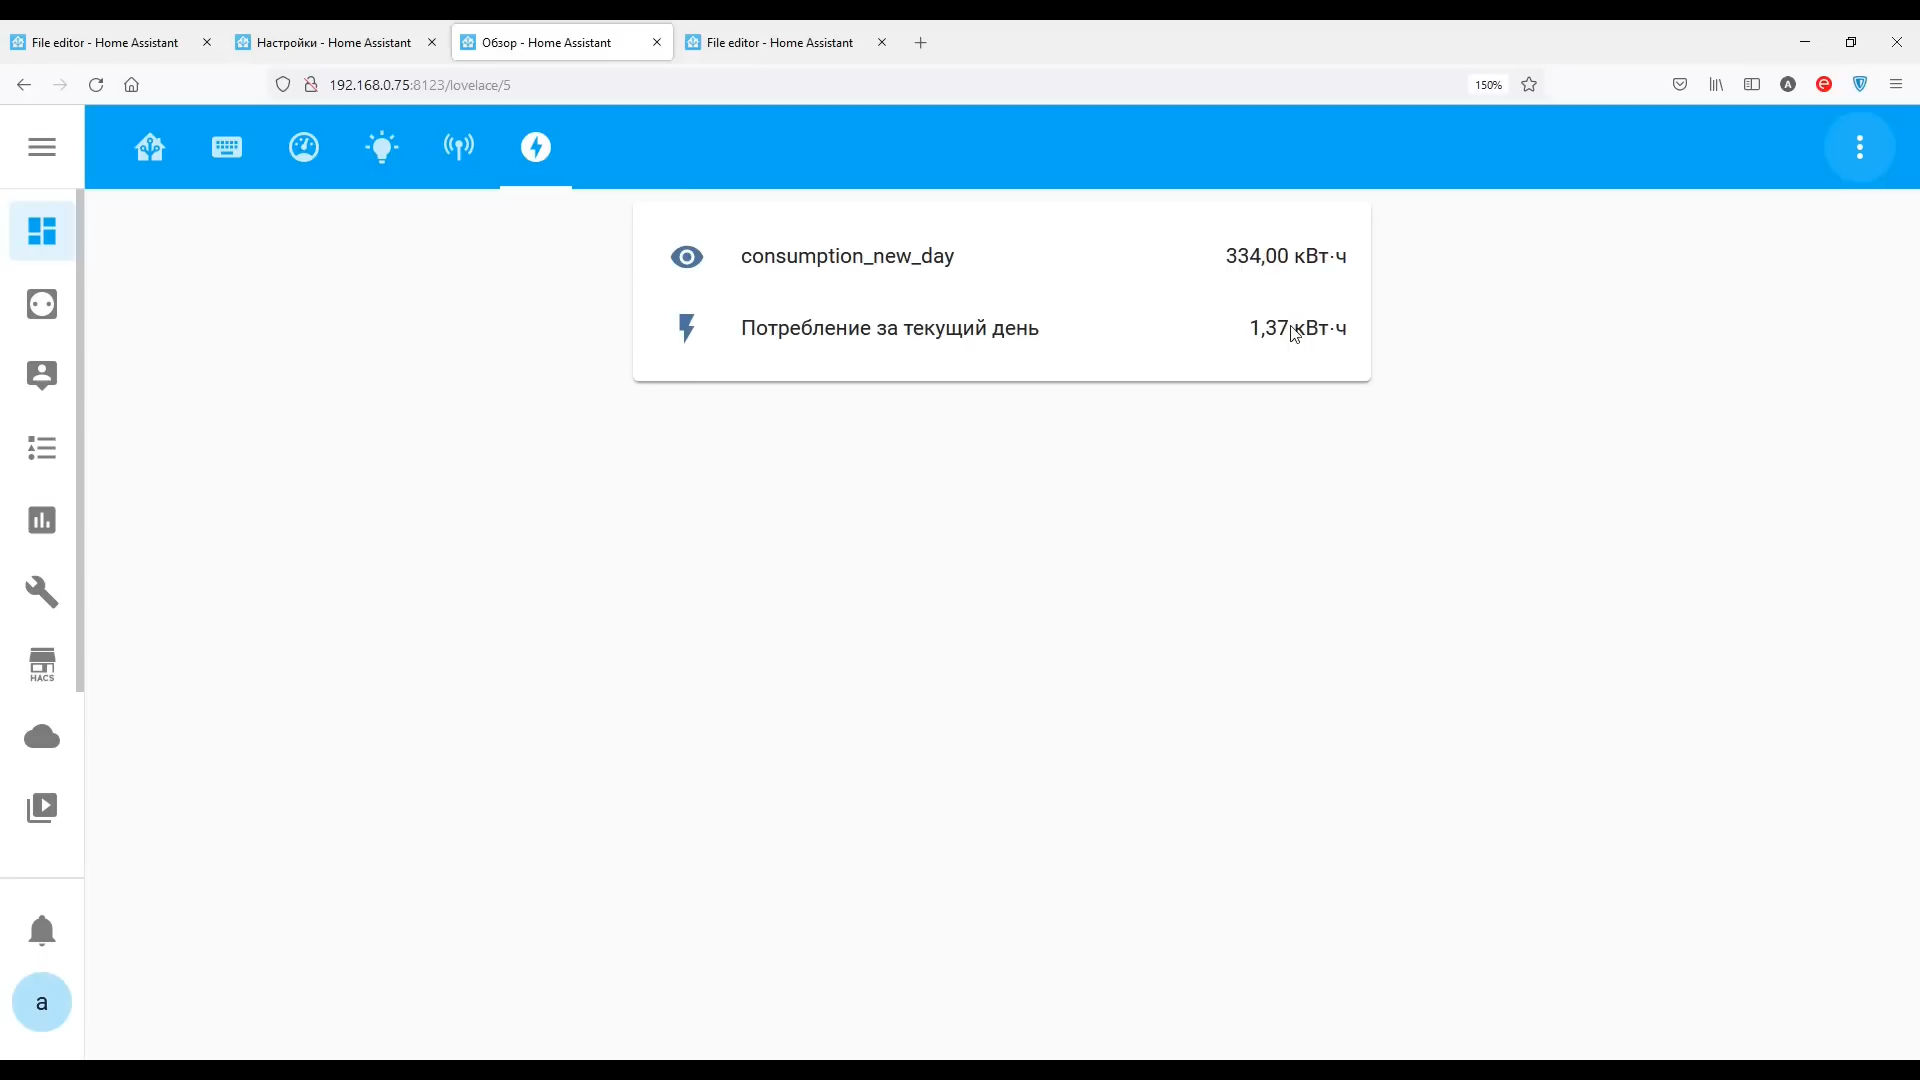 File editor - Home Assistant
Настройки - Home Assistant
Обзор - Home Assistant
File editor - Home Assistant
192.168.0.75:8123/lovelace/5
150%
A
e
consumption_new_day
334,00 кВт·ч
Потребление за текущий день
1,37 кВт·ч
HACS
a